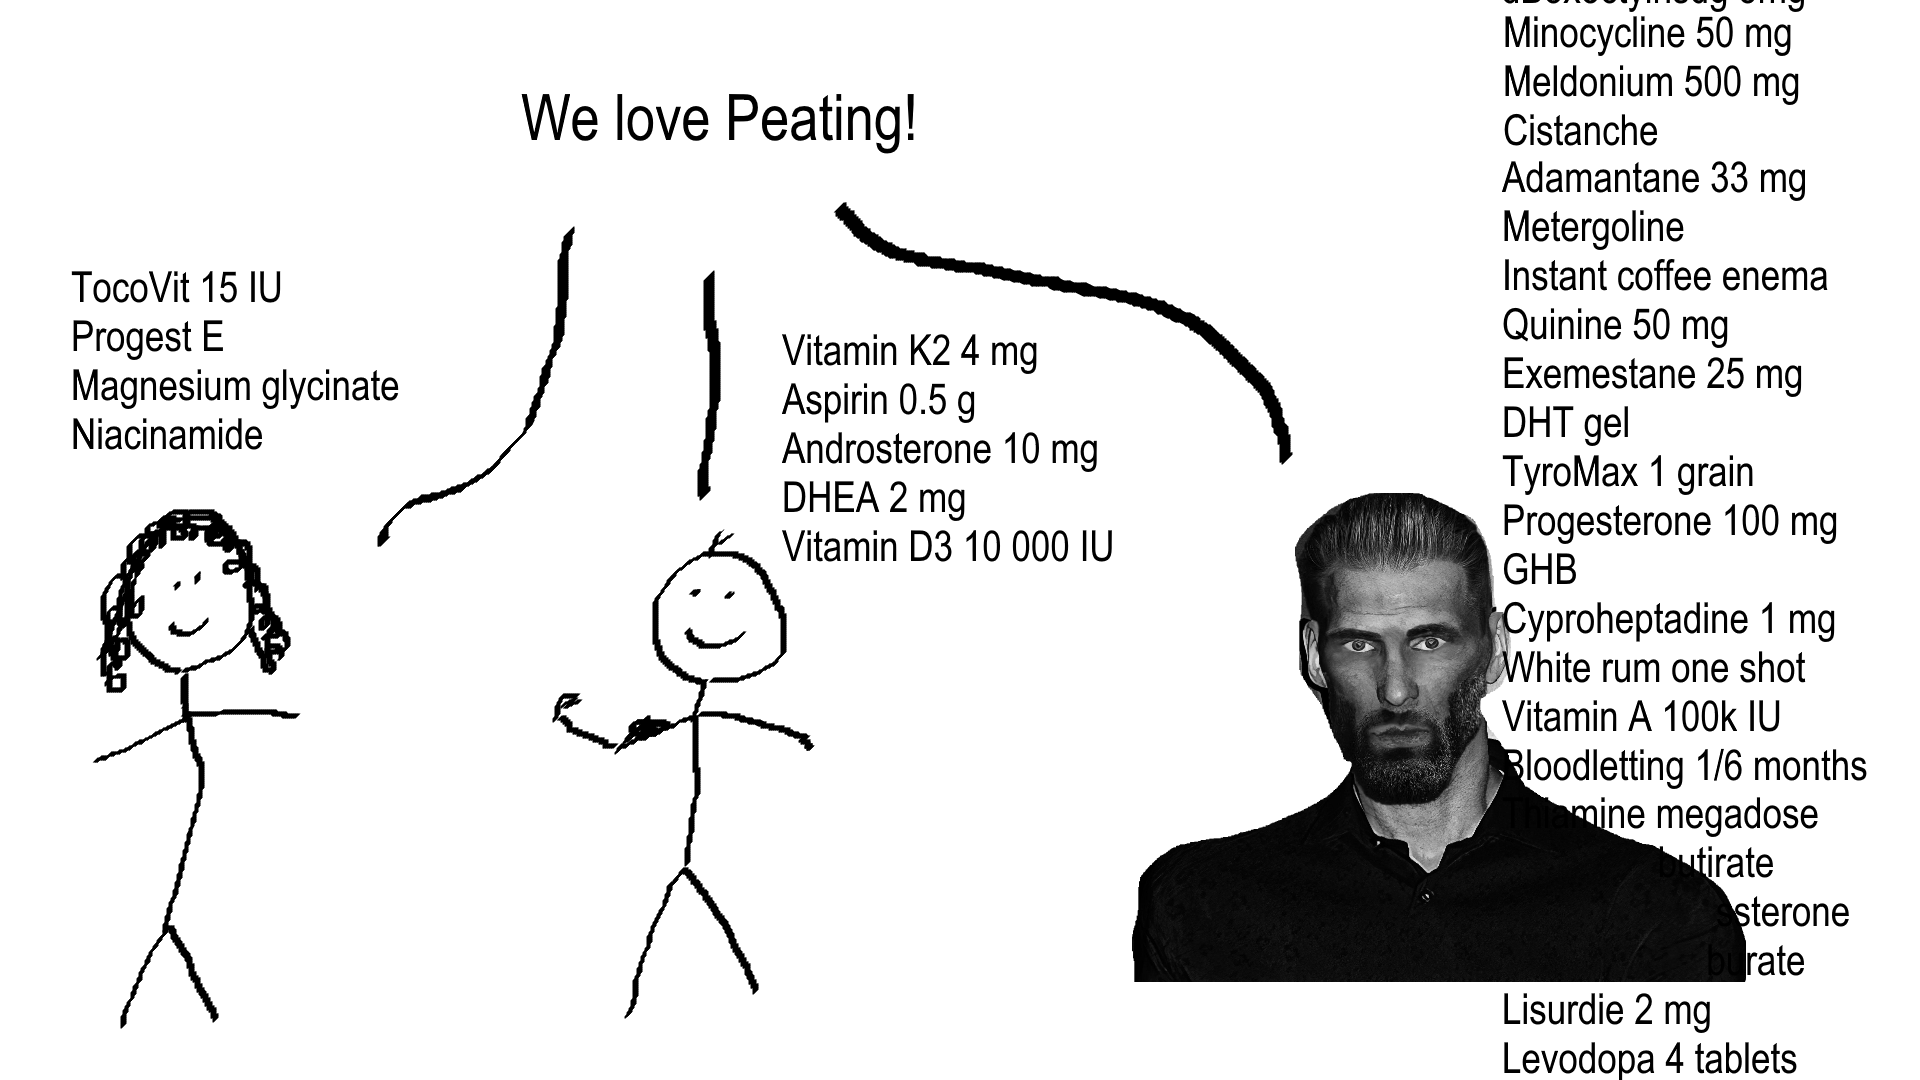 We love Peating!
TocoVit 15 IU
Progest E
Magnesium glycinate
Niacinamide
Vitamin K2 4 mg
Aspirin 0.5 g
Androsterone 10 mg
DHEA 2 mg
Vitamin D3 10 000 IU
Minocycline 50 mg
Meldonium 500 mg
Cistanche
Adamantane 33 mg
Metergoline
Instant coffee enema
Quinine 50 mg
Exemestane 25 mg
DHT gel
TyroMax 1 grain
Progesterone 100 mg
GHB
Cyproheptadine 1 mg
White rum one shot
Vitamin A 100k IU
Bloodletting 1/6 months
Thiamine megadose
butirate
Lisurdie 2 mg
Levodopa 4 tablets